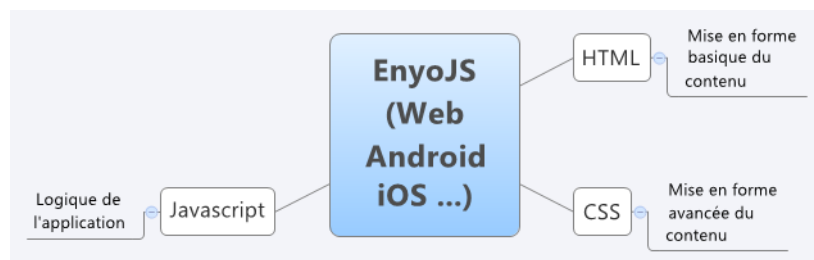 EnyoJS
(Web
Android
iOS ...)
HTML
Mise en forme
basique du
contenu
Javascript
Logique de
l'application
CSS
Mise en forme
avancée du
contenu